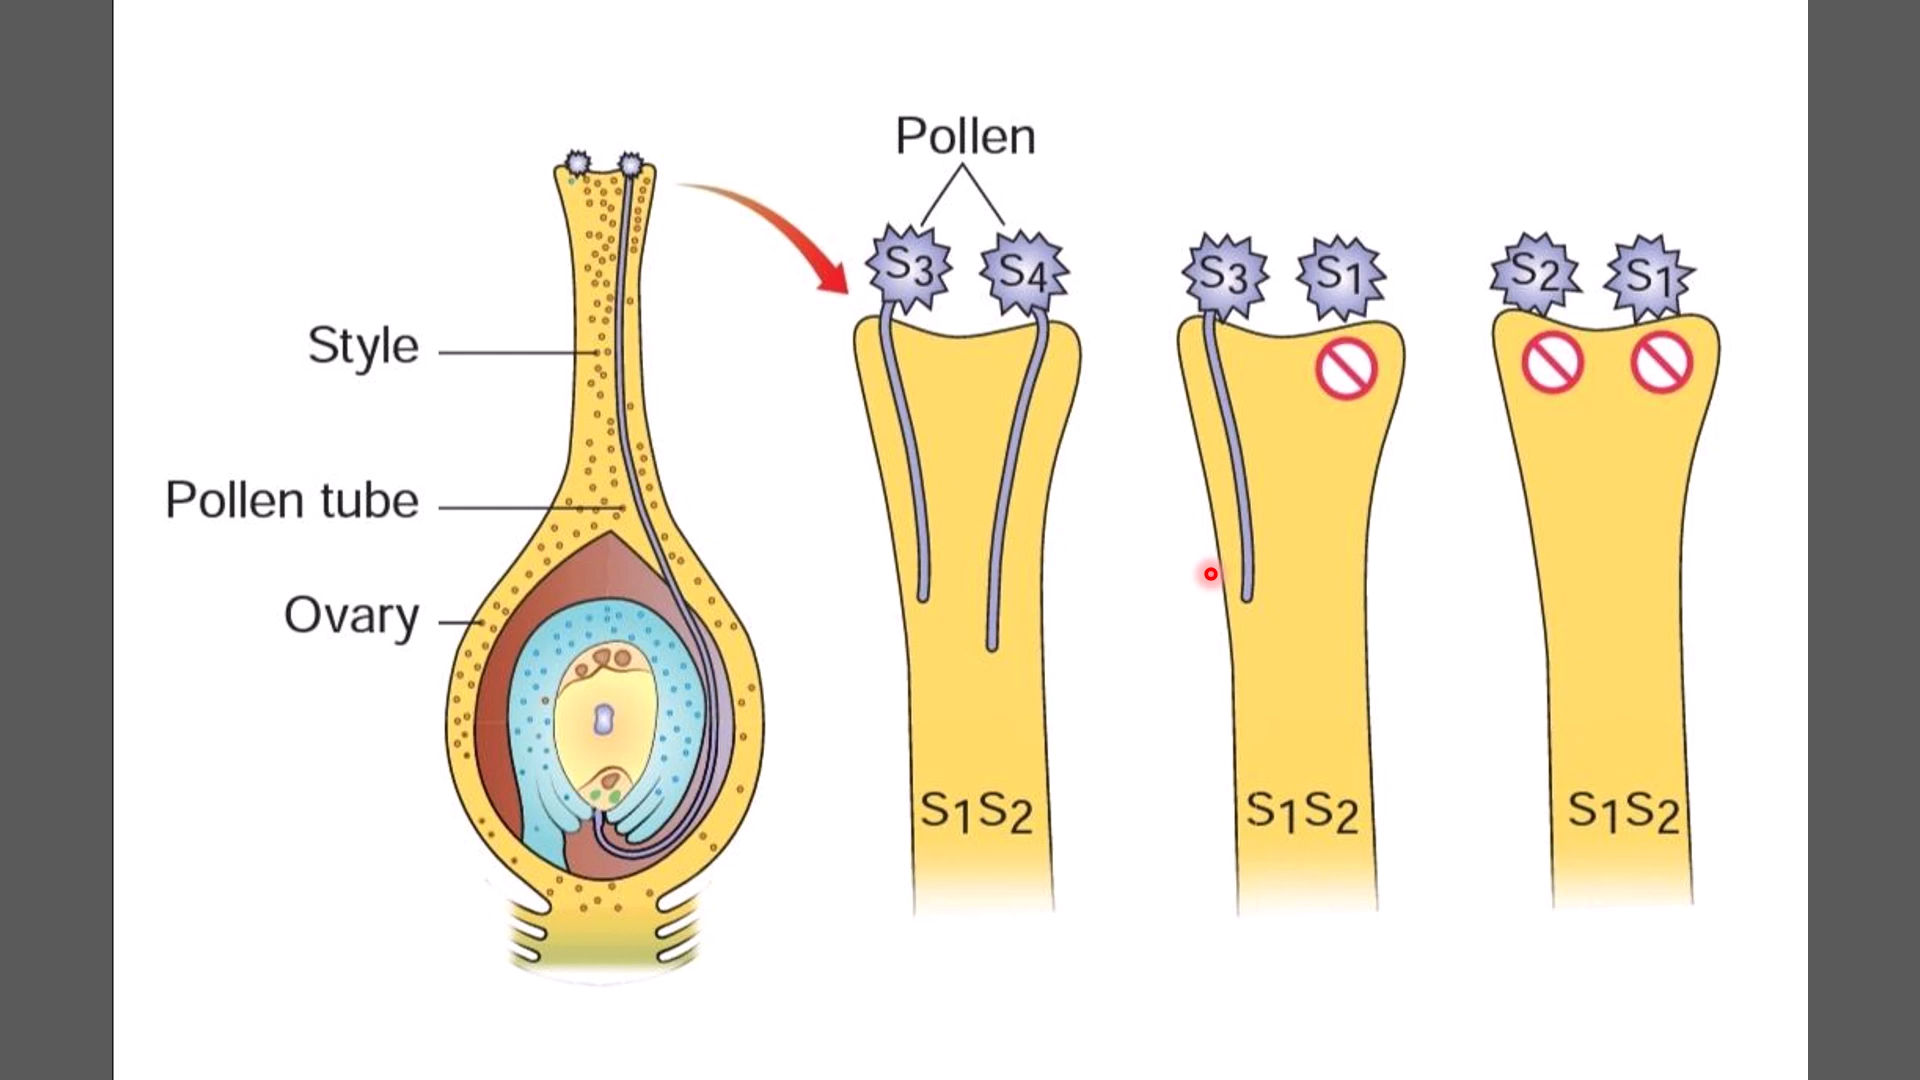 Pollen
S3 S4 S3 S1 S2 S1
Style
Pollen tube
Ovary
S1S2 S1S2 S1S2